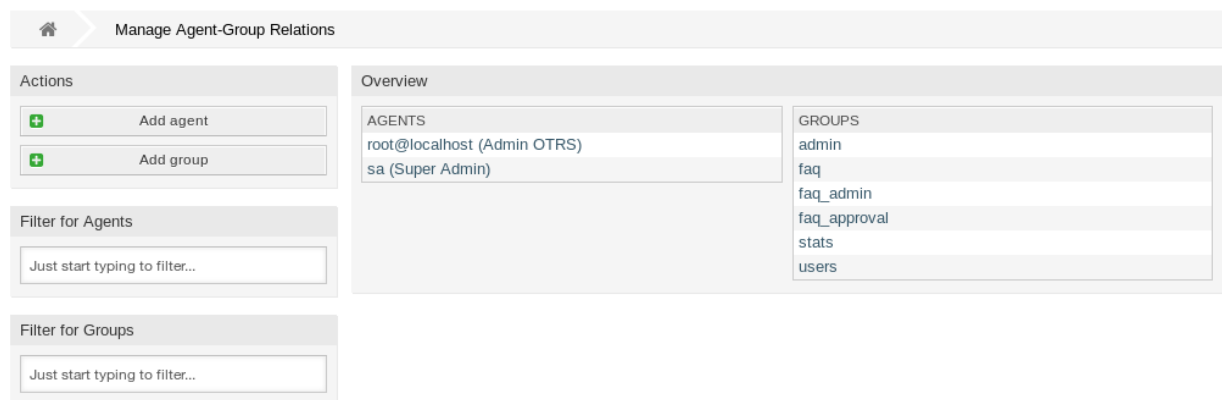 Manage Agent-Group Relations
Actions
Add agent
Add group
Filter for Agents
Just start typing to filter...
Filter for Groups
Just start typing to filter...
Overview
AGENTS
root@localhost (Admin OTRS)
sa (Super Admin)
GROUPS
admin
faq
faq_admin
faq_approval
stats
users